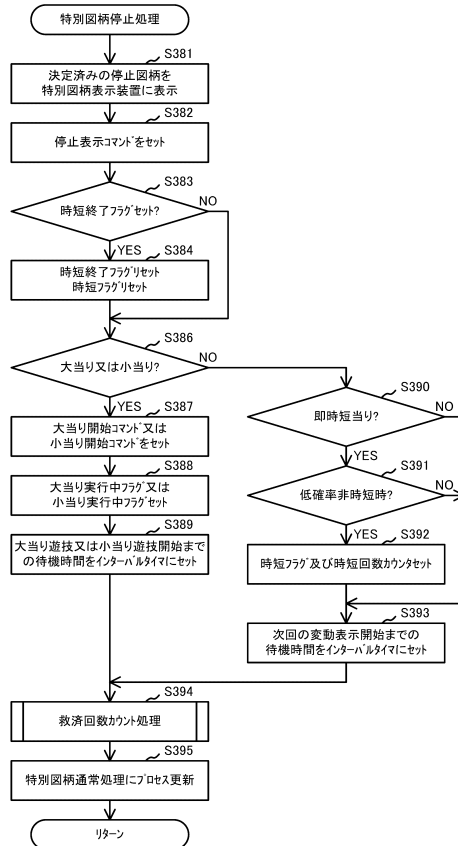 特別図柄停止処理
S381
決定済みの停止図柄を
特別図柄表示装置に表示
S382
停止表示コマンドをセット
S383
時短終了フラグセット?
NO
YES
S384
時短終了フラグリセット
時短フラグリセット
S386
大当り又は小当り?
NO
YES
S387
大当り開始コマンド又は
小当り開始コマンドをセット
S388
大当り実行中フラグ又は
小当り実行中フラグセット
S389
大当り遊技又は小当り遊技開始まで
の待機時間をインターバルタイマにセット
S390
即時短当り?
NO
YES
S391
低確率非時短時?
NO
YES
S392
時短フラグ及び時短回数カウンタセット
S393
次回の変動表示開始までの
待機時間をインターバルタイマにセット
S394
救済回数カウント処理
S395
特別図柄通常処理にプロセス更新
リターン